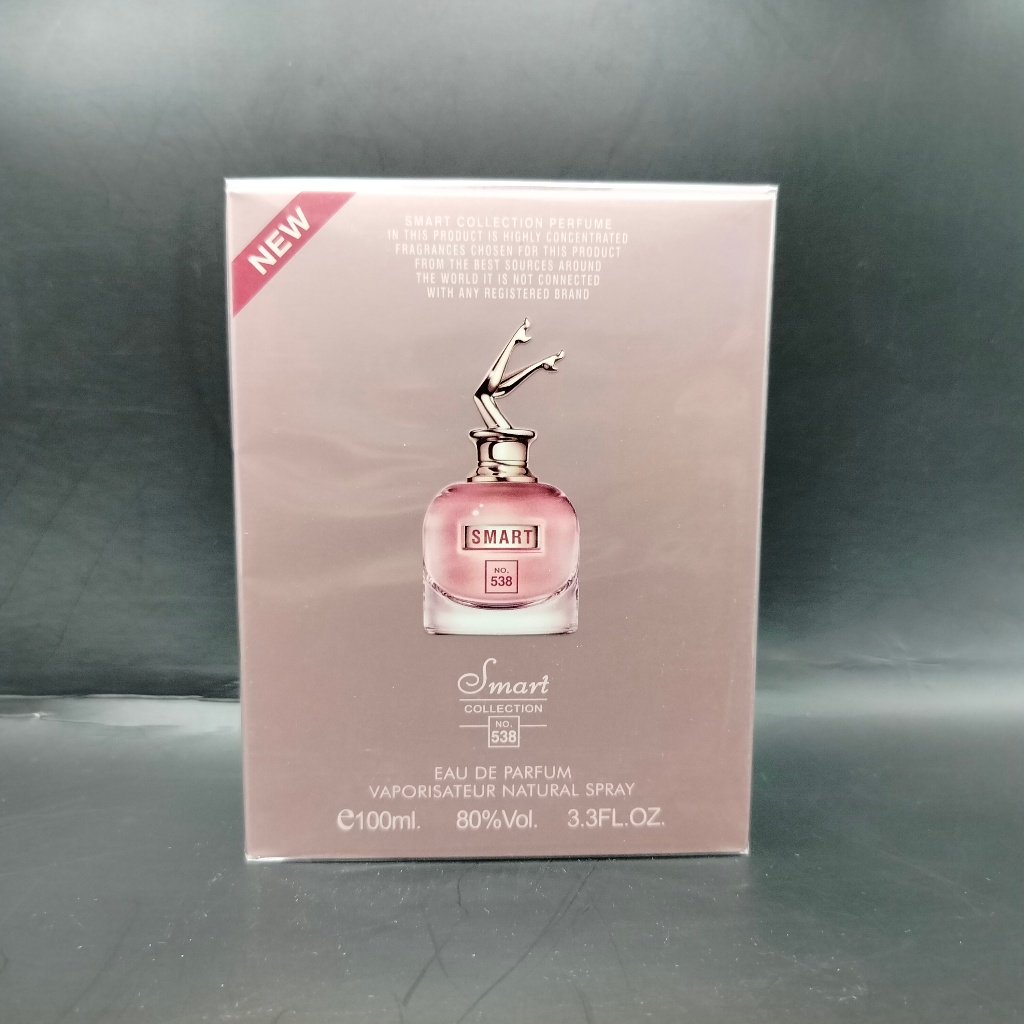 NEW
SMART COLLECTION PERFUME
IN THIS PRODUCT IS HIGHLY CONCENTRATED
FRAGRANCES CHOSEN FOR THIS PRODUCT
FROM THE BEST SOURCES AROUND
THE WORLD IT IS NOT CONNECTED
WITH ANY REGISTERED BRAND
SMART
NO.
538
Smart
COLLECTION
NO.
538
EAU DE PARFUM
VAPORISATEUR NATURAL SPRAY
e100ml. 80%Vol. 3.3FL.OZ.